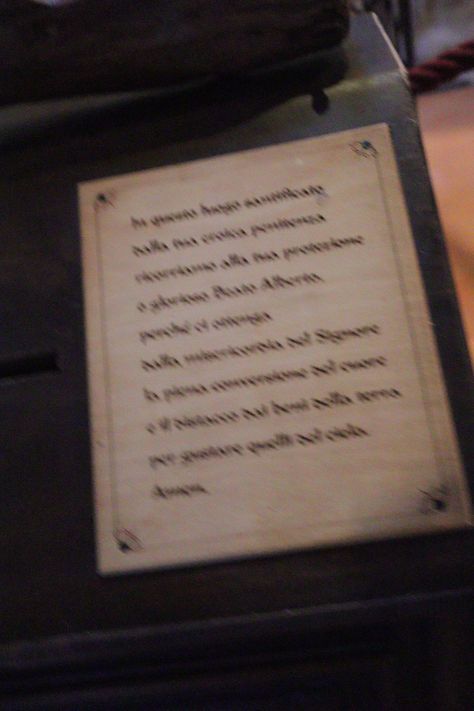 In questo luogo santificato
dalla tua eroica penitenza
ricorriamo alla tua protezione
o glorioso Beato Alberto,
perché ci ottenga
dalla misericordia del Signore
la piena conversione del cuore
e il distacco dai beni della terra
per gustare quelli del cielo.
Amen.